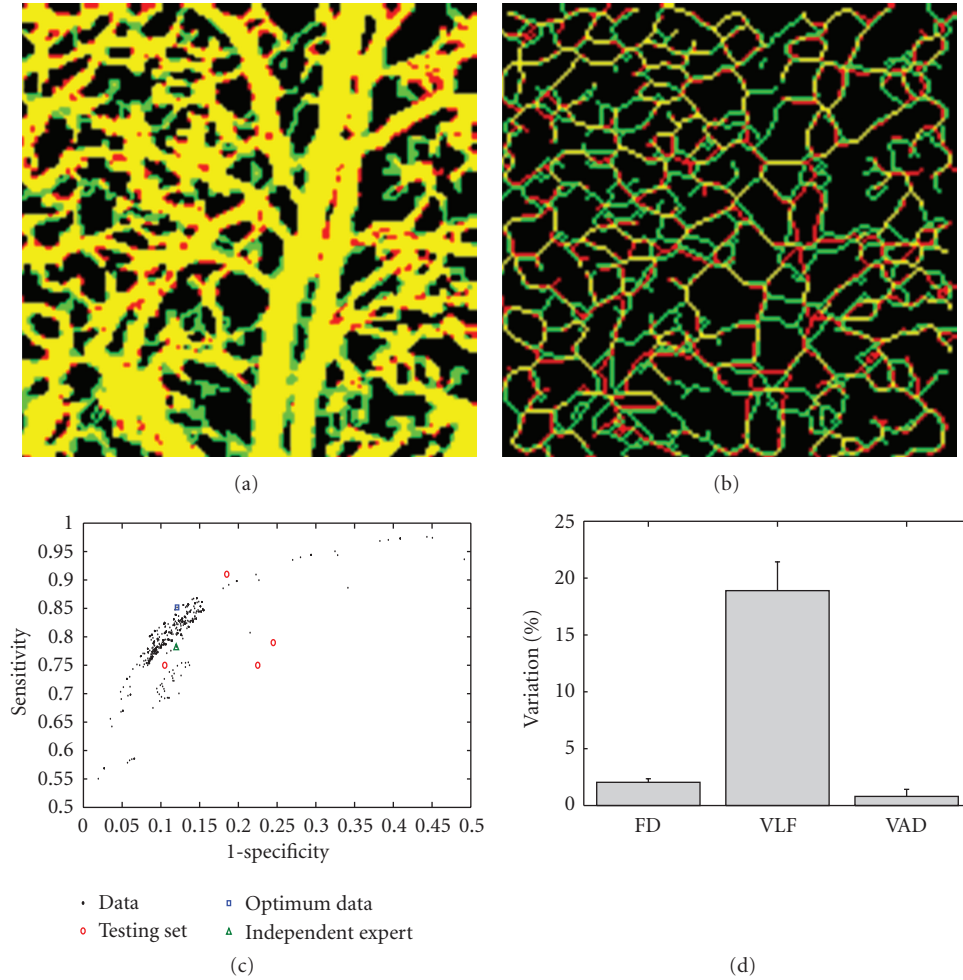 (a)
(b)
1
0.95
0.9
0.85
0.8
0.75
0.7
0.65
0.6
0.55
0.5
Sensitivity
0 0.05 0.1 0.15 0.2 0.25 0.3 0.35 0.4 0.45 0.5
1-specificity
Data
Testing set
Optimum data
Independent expert
(c)
25
20
15
10
5
0
Variation (%)
FD VLF VAD
(d)